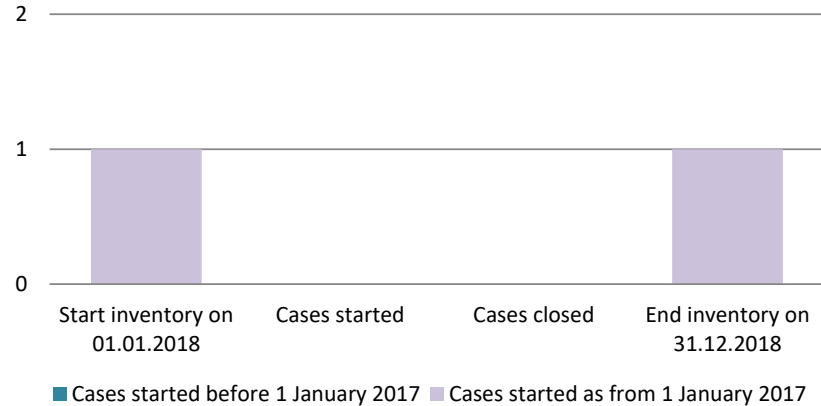 2
1
0
Start inventory on
01.01.2018
Cases started
Cases closed
End inventory on
31.12.2018
Cases started before 1 January 2017
Cases started as from 1 January 2017